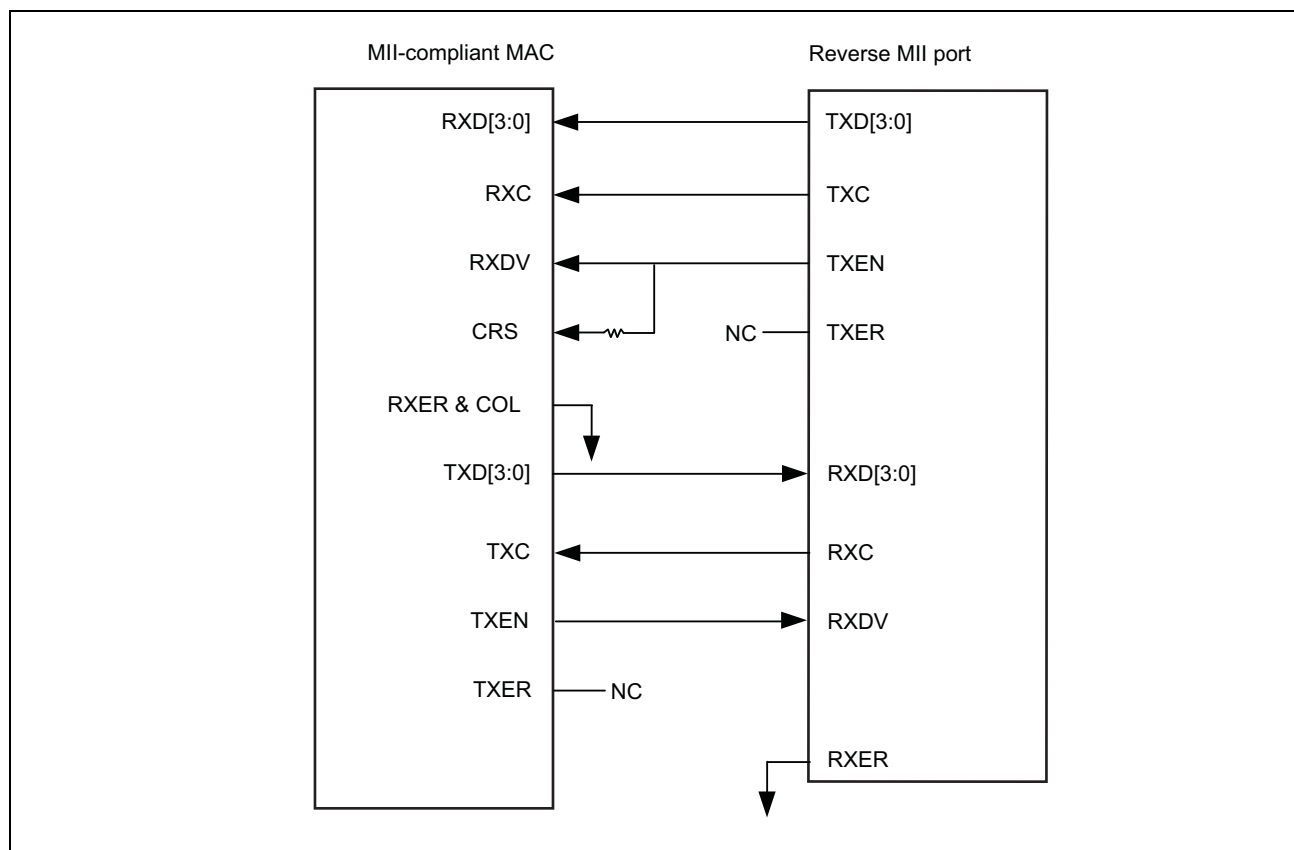 MII-compliant MAC
Reverse MII port
RXD[3:0]
TXD[3:0]
RXC
TXC
RXDV
TXEN
CRS
NC
TXER
RXER & COL
TXD[3:0]
RXD[3:0]
TXC
RXC
TXEN
RXDV
TXER
NC
RXER